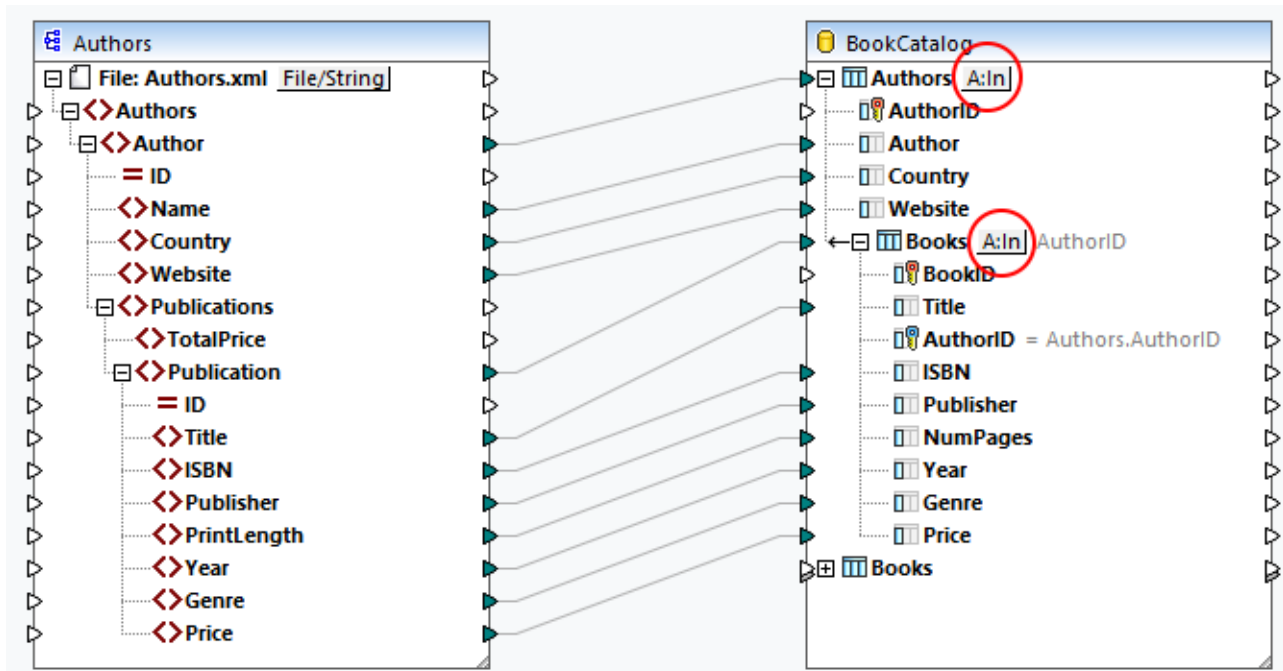 Authors
File: Authors.xml File/String
Authors
Author
ID
Name
Country
Website
Publications
TotalPrice
Publication
ID
Title
ISBN
Publisher
PrintLength
Year
Genre
Price
BookCatalog
Authors A:In
AuthorID
Author
Country
Website
Books A:In AuthorID
BookID
Title
AuthorID = Authors.AuthorID
ISBN
Publisher
NumPages
Year
Genre
Price
Books